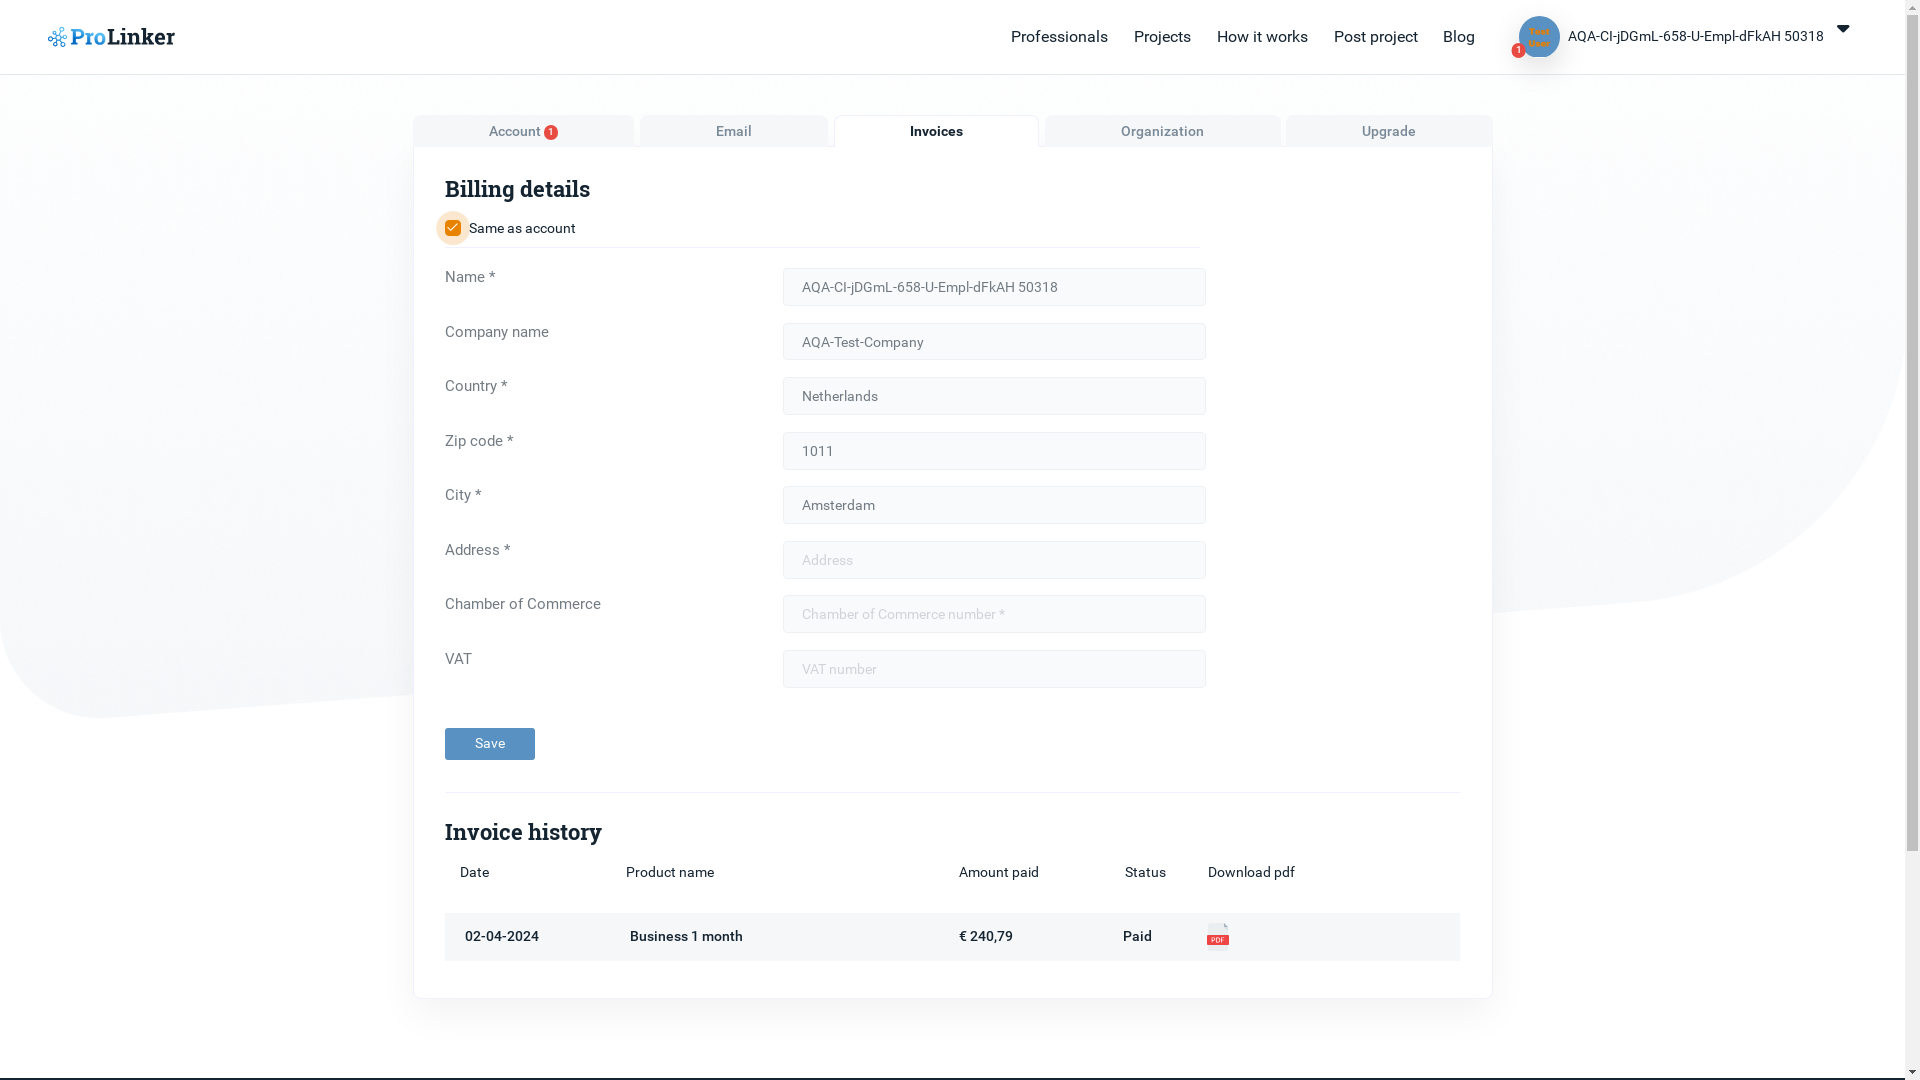 ProLinker
Professionals Projects How it works Post project Blog
Test
User
1
AQA-CI-jDGmL-658-U-Empl-dFkAH 50318
Account 1 Email Invoices Organization Upgrade
Billing details
Same as account
Name * AQA-CI-jDGmL-658-U-Empl-dFkAH 50318
Company name AQA-Test-Company
Country * Netherlands
Zip code * 1011
City * Amsterdam
Address * Address
Chamber of Commerce Chamber of Commerce number *
VAT VAT number
Save
Invoice history
Date Product name Amount paid Status Download pdf
02-04-2024 Business 1 month € 240,79 Paid PDF